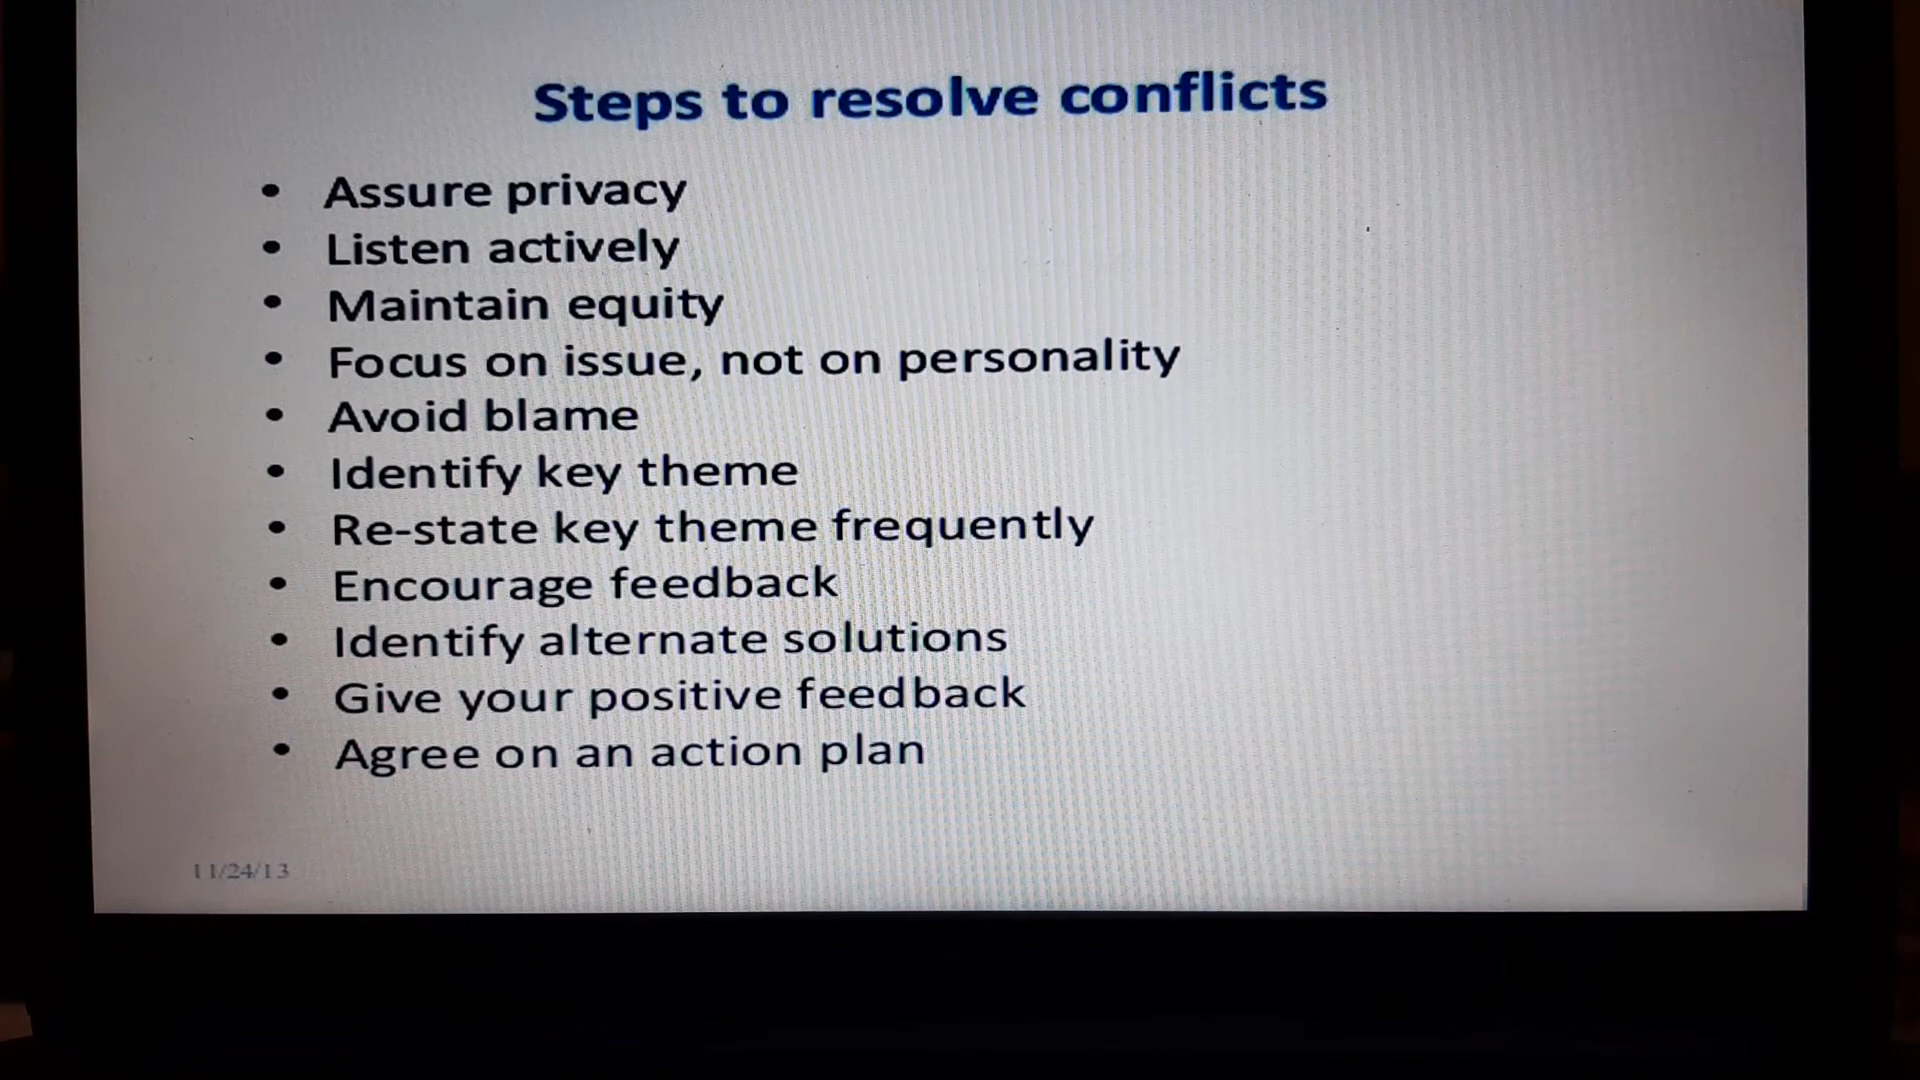 Steps to resolve conflicts
• Assure privacy
• Listen actively
• Maintain equity
• Focus on issue, not on personality
• Avoid blame
• Identify key theme
• Re-state key theme frequently
• Encourage feedback
• Identify alternate solutions
• Give your positive feedback
• Agree on an action plan
11/24/13